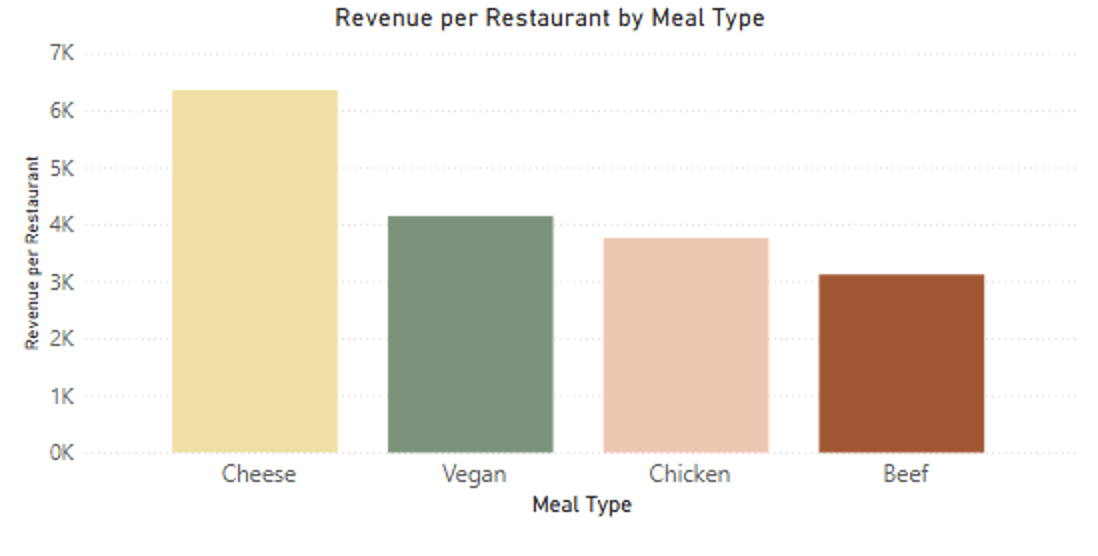 Revenue per Restaurant by Meal Type
Revenue per Restaurant
7K
6K
5K
4K
3K
2K
1K
0K
Cheese Vegan Chicken Beef
Meal Type